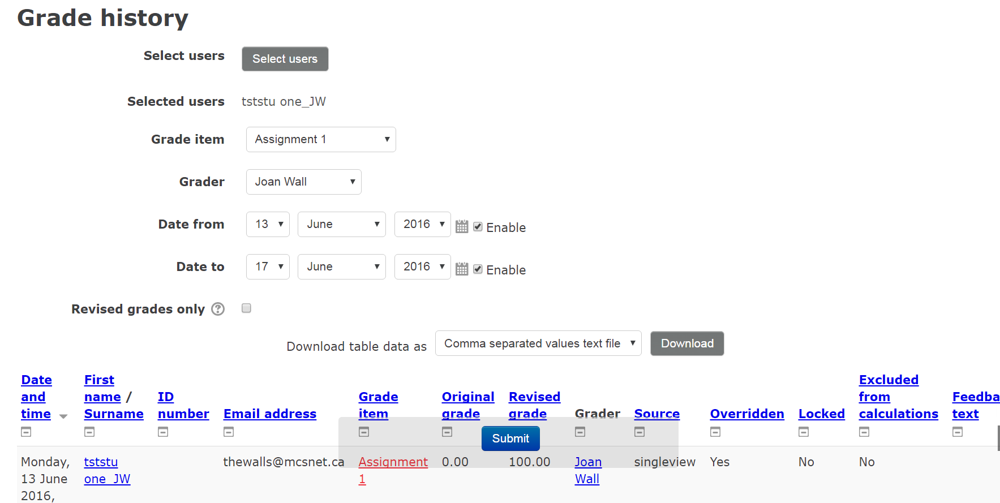 Grade history
Select users Select users
Selected users tststu one_JW
Grade item Assignment 1
Grader Joan Wall
Date from 13 June 2016 Enable
Date to 17 June 2016 Enable
Revised grades only ?
Download table data as Comma separated values text file Download
Date First Excluded
and name / ID Grade Original Revised from Feedba
time Surname number Email address item grade grade Grader Source Overridden Locked calculations text
Submit
Monday, tststu thewalls@mcsnet.ca Assignment 0.00 100.00 Joan singleview Yes No No
13 June one_JW 1 Wall
2016,